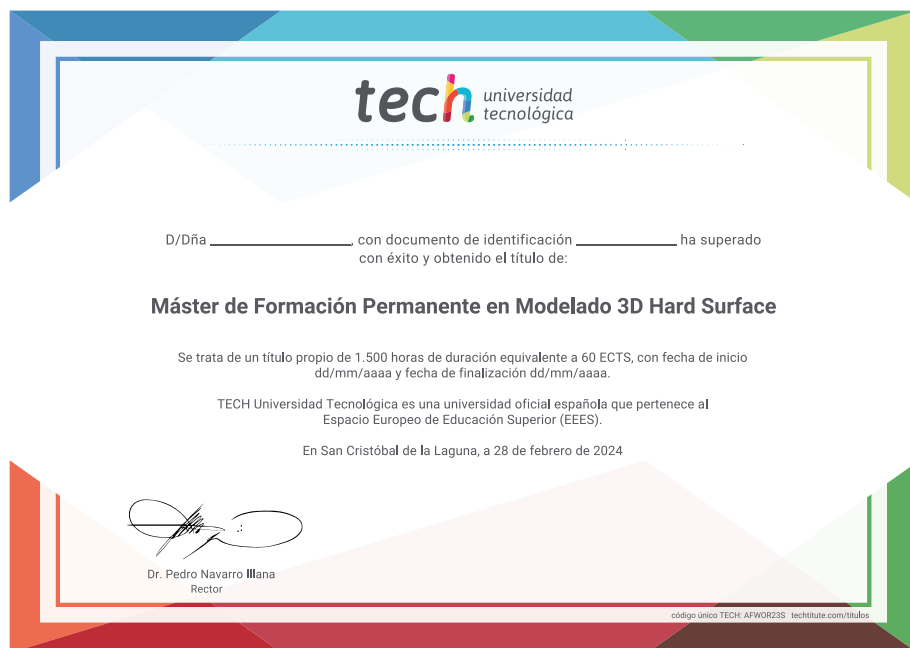 tech universidad
tecnológica
D/Dña ____________, con documento de identificación ____________ ha superado
con éxito y obtenido el título de:
Máster de Formación Permanente en Modelado 3D Hard Surface
Se trata de un título propio de 1.500 horas de duración equivalente a 60 ECTS, con fecha de inicio
dd/mm/aaaa y fecha de finalización dd/mm/aaaa.
TECH Universidad Tecnológica es una universidad oficial española que pertenece al
Espacio Europeo de Educación Superior (EEES).
En San Cristóbal de la Laguna, a 28 de febrero de 2024
Dr. Pedro Navarro Illana
Rector
código único TECH: AFWOR23S techtitute.com/titulos